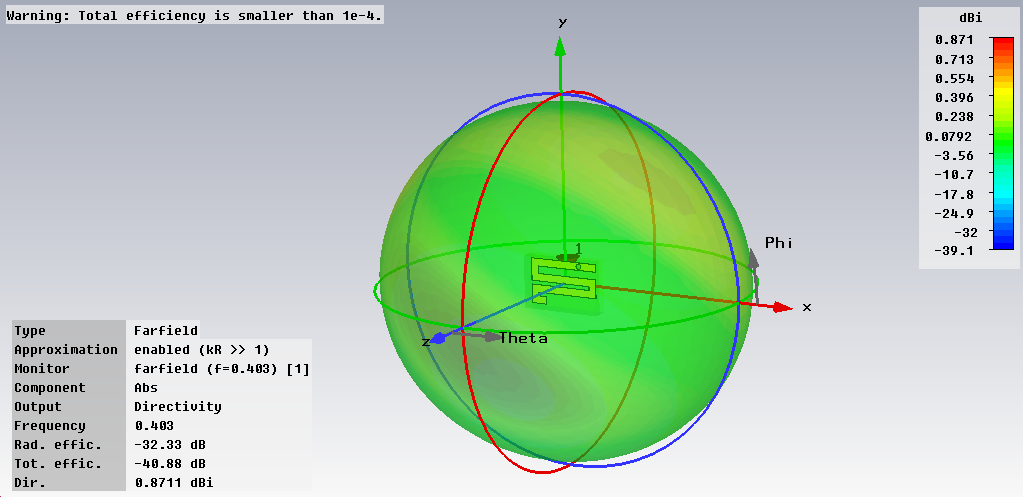 Warning: Total efficiency is smaller than 1e-4.
y
dBi
0.871
0.713
0.554
0.396
0.238
0.0792
-3.56
-10.7
-17.8
-24.9
-32
-39.1
Phi
1
x
z
Theta
Type Farfield
Approximation enabled (kR >> 1)
Monitor farfield (f=0.403) [1]
Component Abs
Output Directivity
Frequency 0.403
Rad. effic. -32.33 dB
Tot. effic. -40.88 dB
Dir. 0.8711 dBi